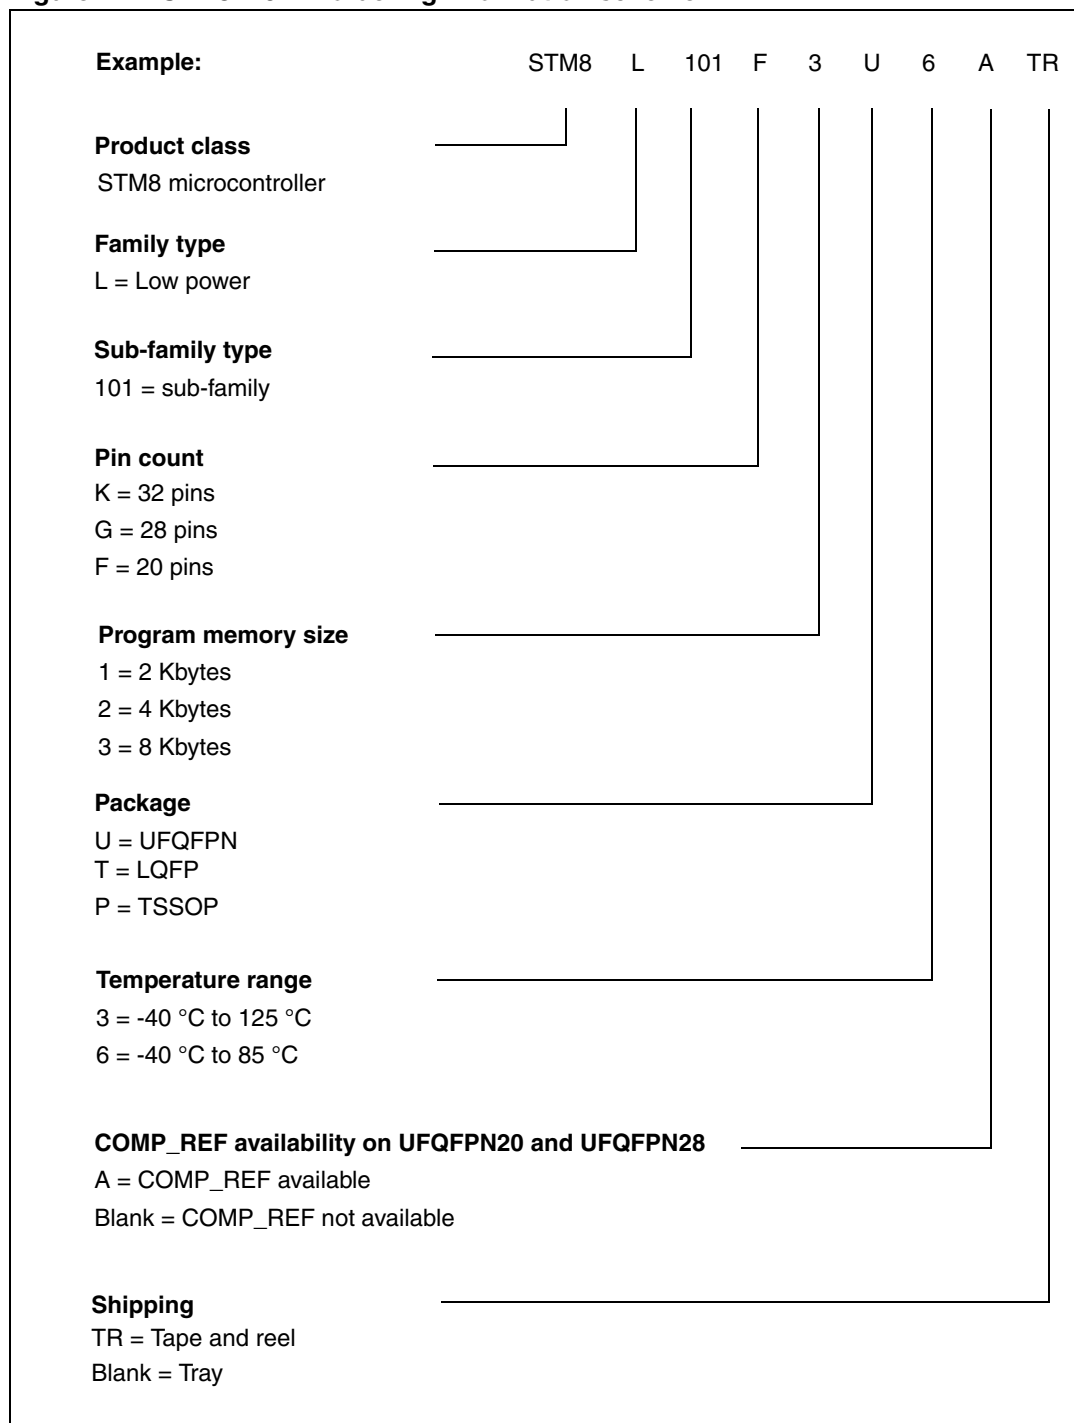 Example: STM8 L 101 F 3 U 6 A TR
Product class
STM8 microcontroller
Family type
L = Low power
Sub-family type
101 = sub-family
Pin count
K = 32 pins
G = 28 pins
F = 20 pins
Program memory size
1 = 2 Kbytes
2 = 4 Kbytes
3 = 8 Kbytes
Package
U = UFQFPN
T = LQFP
P = TSSOP
Temperature range
3 = -40 °C to 125 °C
6 = -40 °C to 85 °C
COMP_REF availability on UFQFPN20 and UFQFPN28
A = COMP_REF available
Blank = COMP_REF not available
Shipping
TR = Tape and reel
Blank = Tray